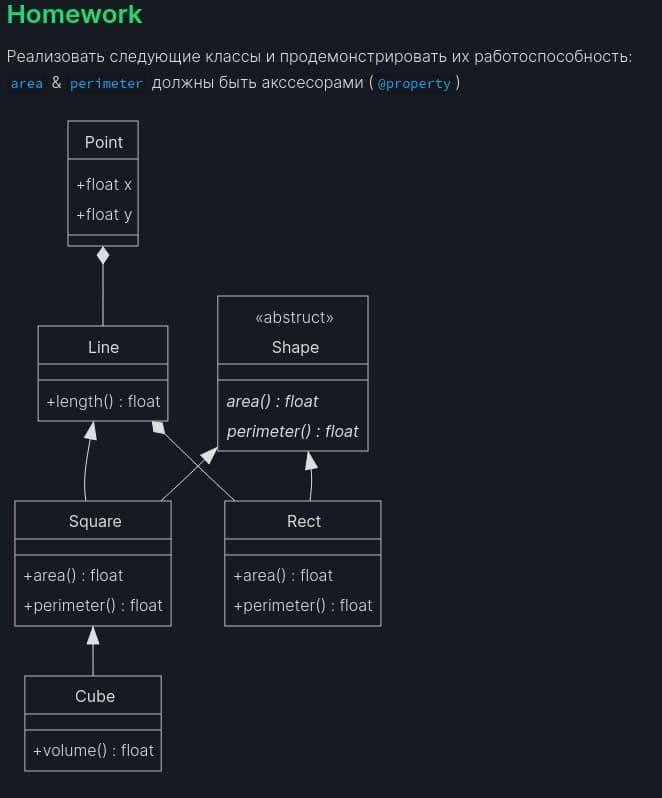 Homework
Реализовать следующие классы и продемонстрировать их работоспособность:
area & perimeter должны быть акссесорами ( @property )
Point
+float x
+float y
«abstruct»
Line
Shape
+length() : float
area() : float
perimeter() : float
Square
Rect
+area() : float
+perimeter() : float
+area() : float
+perimeter() : float
Cube
+volume() : float